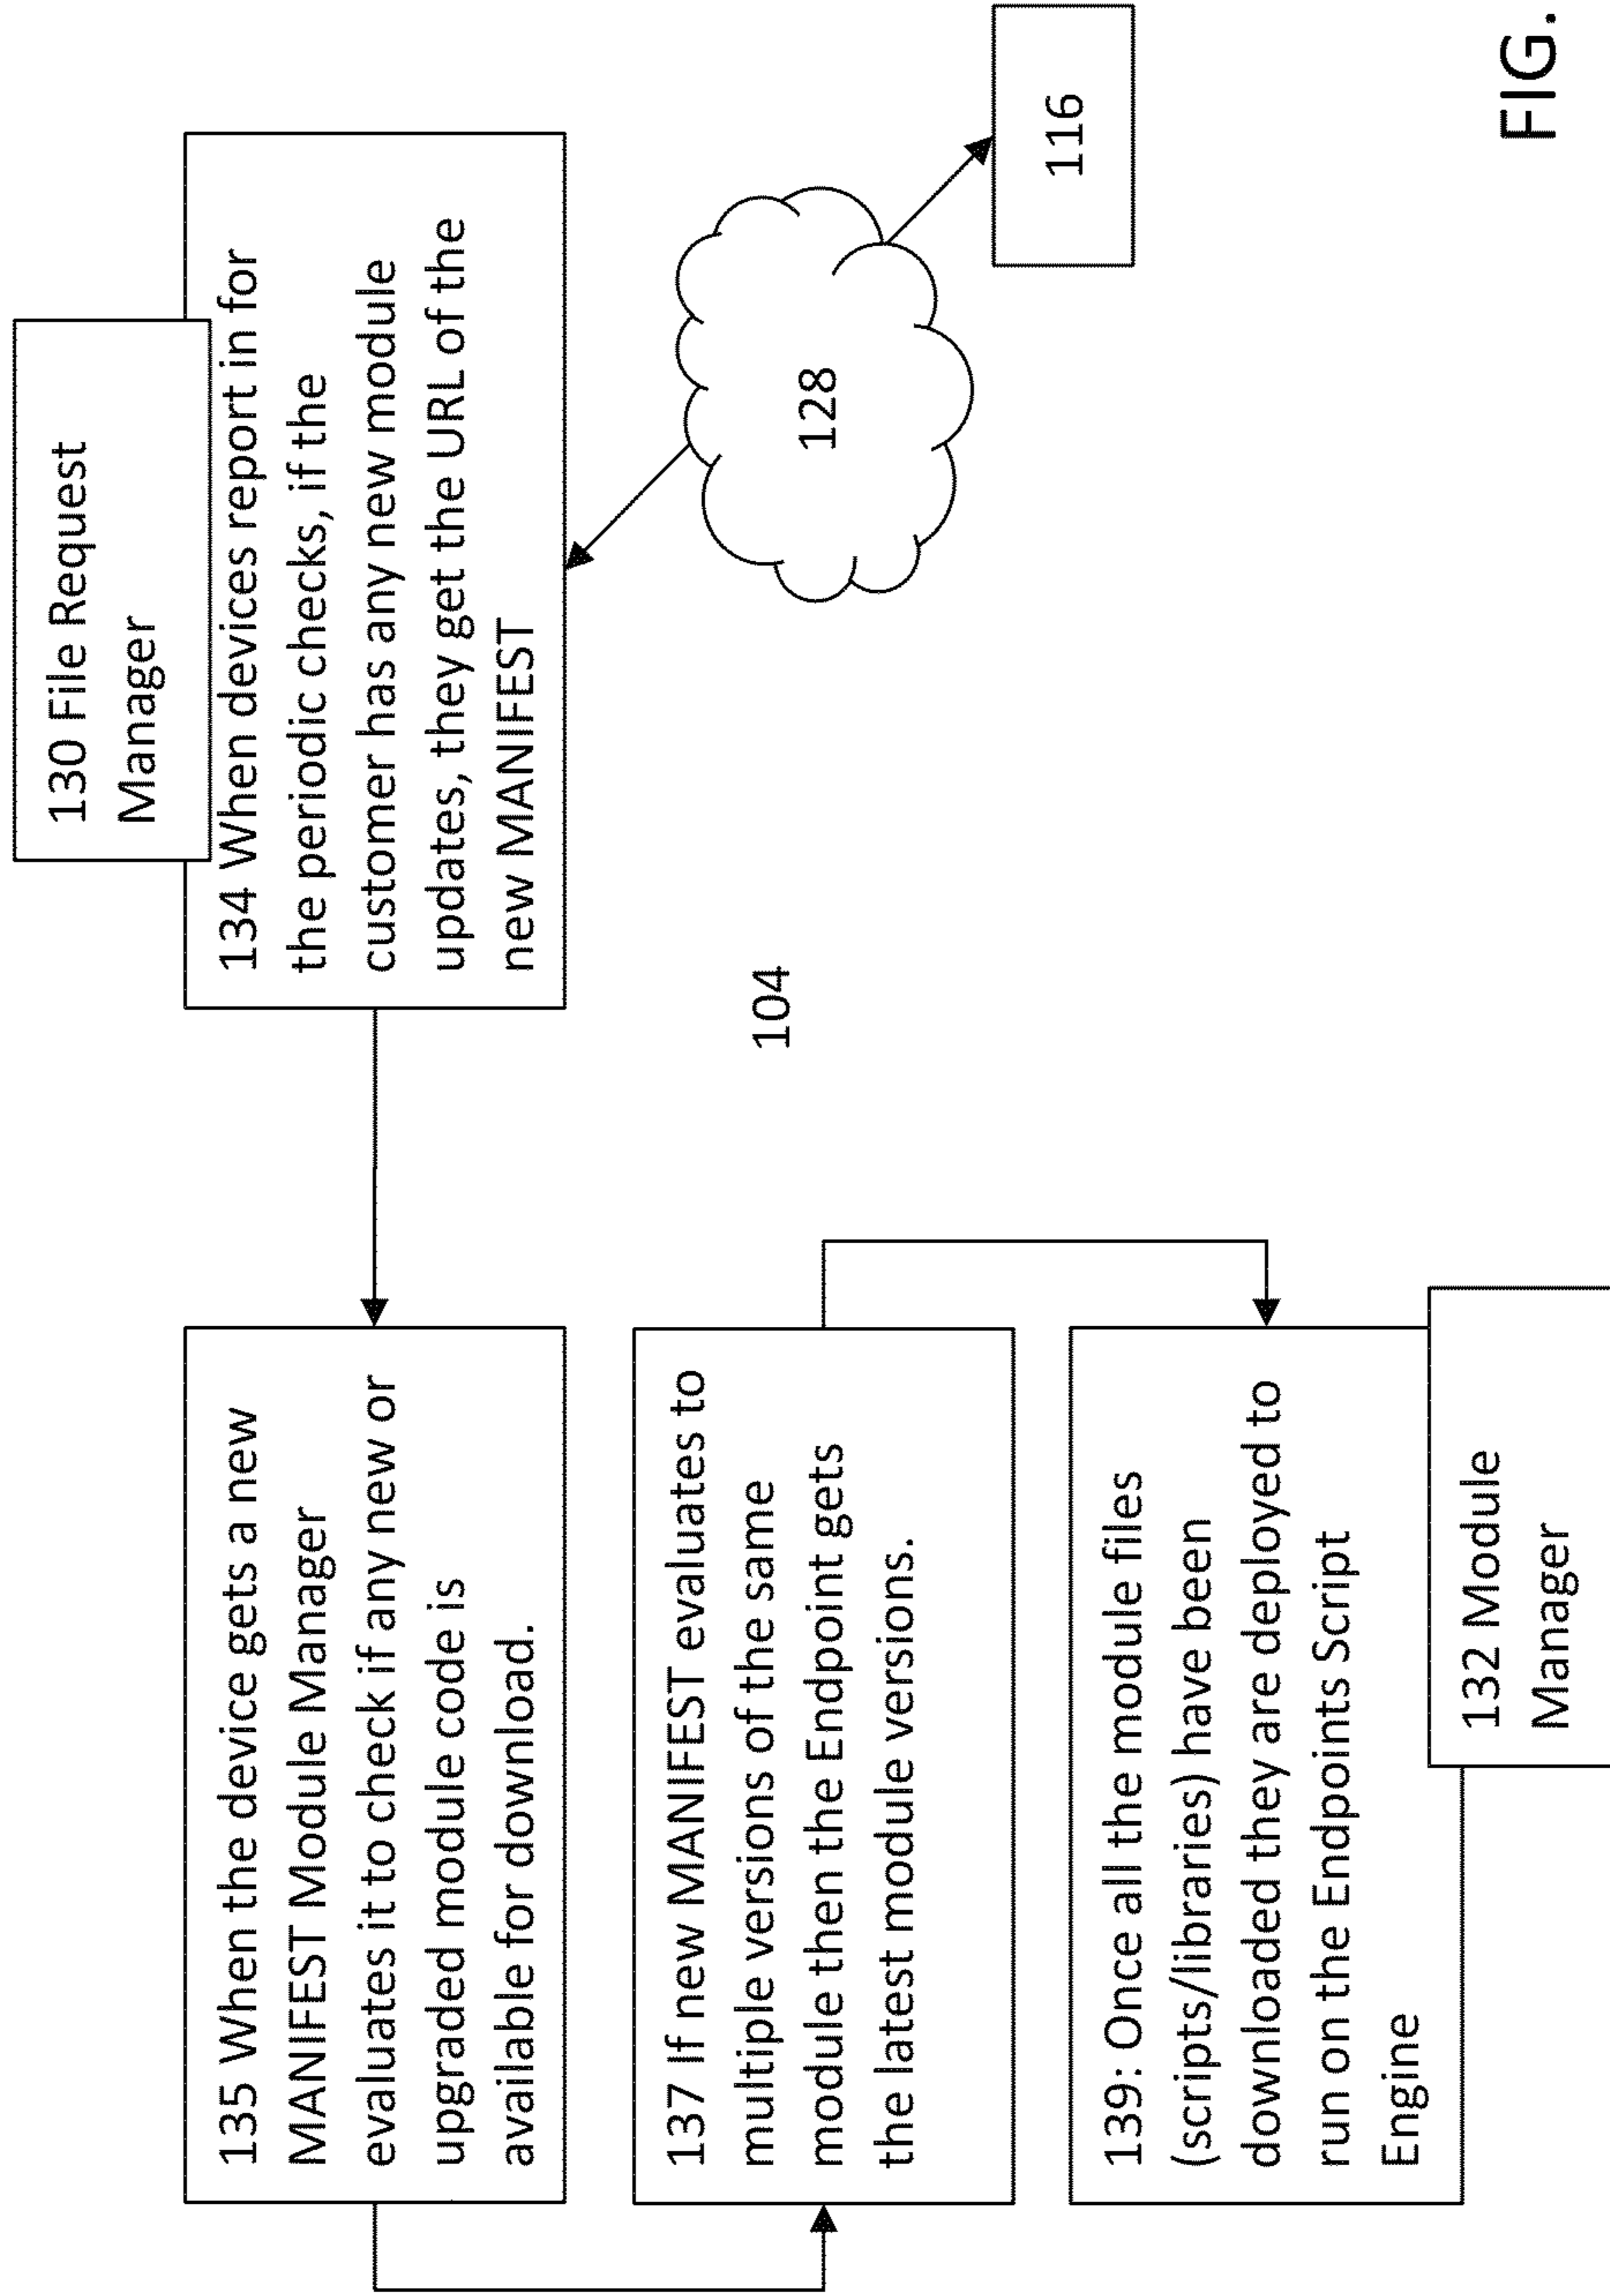 130 File Request
Manager
134 When devices report in for
the periodic checks, if the
customer has any new module
updates, they get the URL of the
new MANIFEST
135 When the device gets a new
MANIFEST Module Manager
evaluates it to check if any new or
upgraded module code is
available for download.
137 If new MANIFEST evaluates to
multiple versions of the same
module then the Endpoint gets
the latest module versions.
139: Once all the module files
(scripts/libraries) have been
downloaded they are deployed to
run on the Endpoints Script
Engine
132 Module
Manager
104
128
116
FIG.